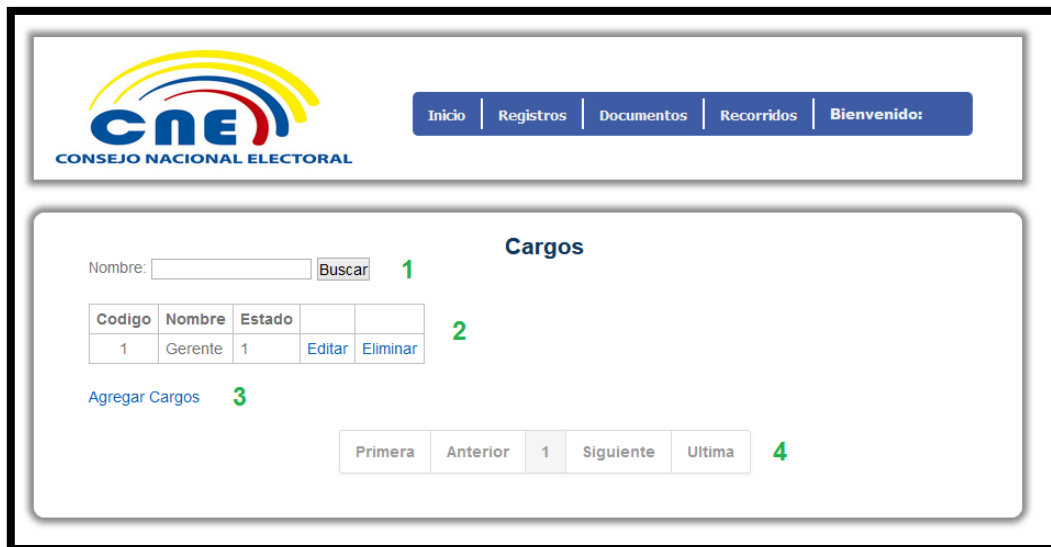 CNE
CONSEJO NACIONAL ELECTORAL
Inicio Registros Documentos Recorridos Bienvenido:
Cargos
Nombre: Buscar 1
Codigo Nombre Estado
1 Gerente 1 Editar Eliminar
2
Agregar Cargos 3
Primera Anterior 1 Siguiente Ultima 4